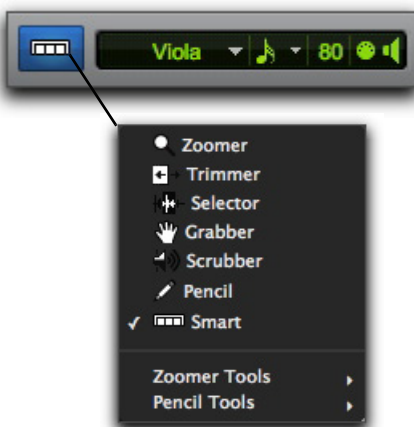 Viola 80
Zoomer
Trimmer
Selector
Grabber
Scrubber
Pencil
Smart
Zoomer Tools
Pencil Tools